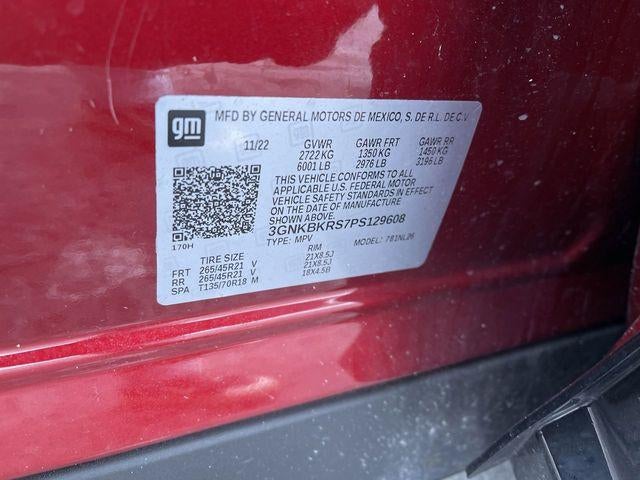 gm MFD BY GENERAL MOTORS DE MEXICO, S. DE R.L. DE C.V
11/22 GVWR GAWR FRT GAWR RR
2722 KG 1350 KG 1450 KG
6001 LB 2976 LB 3196 LB
THIS VEHICLE CONFORMS TO ALL
APPLICABLE U.S. FEDERAL MOTOR
VEHICLE SAFETY STANDARDS IN EFFECT
ON THE DATE OF MANUFACTURE
SHOWN ABOVE.
3GNKBKRS7PS129608
TYPE: MPV MODEL: 781NL26
170H
TIRE SIZE RIM
FRT 265/45R21 V 21X8.5J
RR 265/45R21 V 21X8.5J
SPA T135/70R18 M 18X4.5B